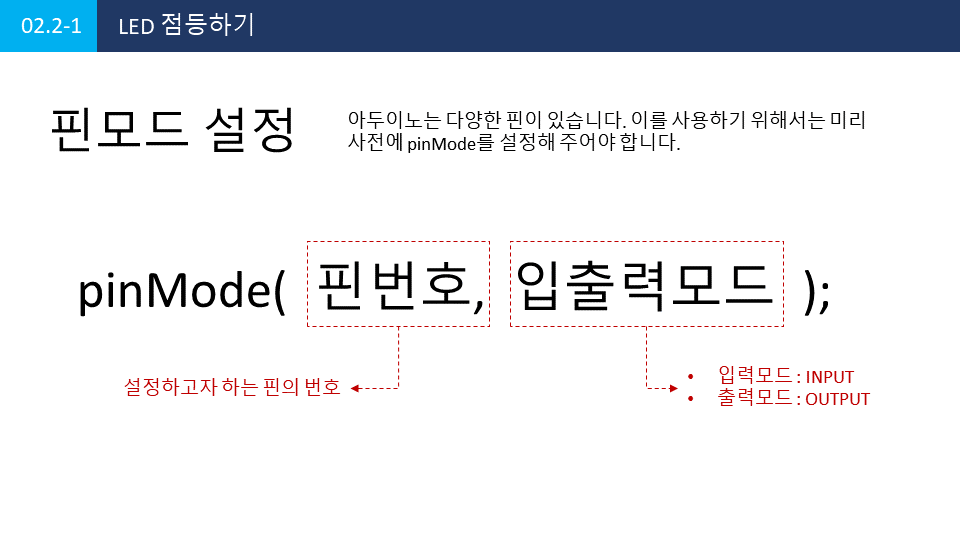 02.2-1 LED 점등하기
핀모드 설정
아두이노는 다양한 핀이 있습니다. 이를 사용하기 위해서는 미리
사전에 pinMode를 설정해 주어야 합니다.
pinMode( 핀번호, 입출력모드 );
설정하고자 하는 핀의 번호
• 입력모드 : INPUT
• 출력모드 : OUTPUT